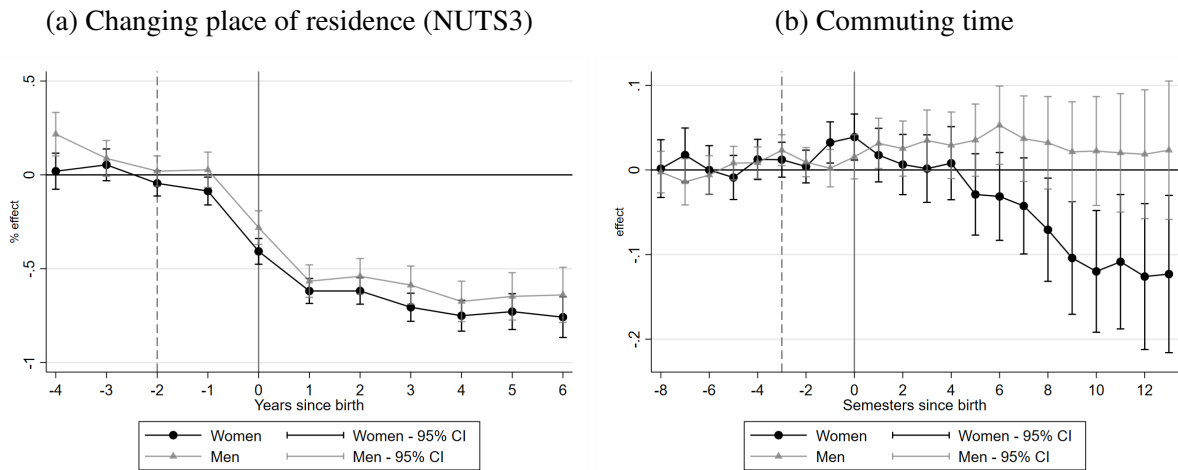 (a) Changing place of residence (NUTS3)
% effect
.5
0
-.5
-1
-4 -3 -2 -1 0 1 2 3 4 5 6
Years since birth
Women Women - 95% CI
Men Men - 95% CI
(b) Commuting time
effect
.1
0
-.1
-.2
-8 -6 -4 -2 0 2 4 6 8 10 12
Semesters since birth
Women Women - 95% CI
Men Men - 95% CI